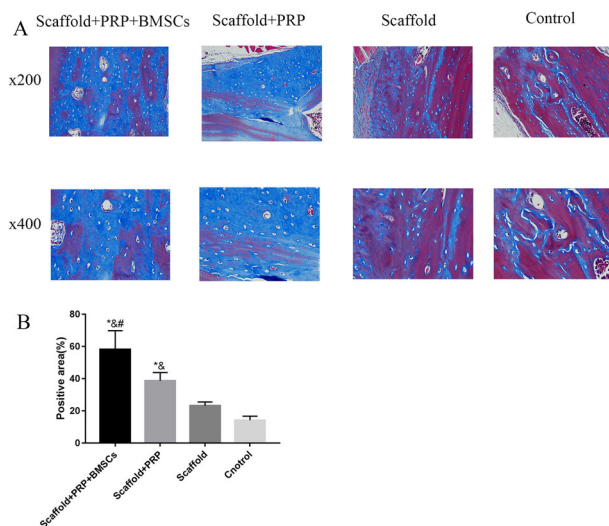 A
Scaffold+PRP+BMSCs
Scaffold+PRP
Scaffold
Control
x200
x400
B
Positive area(%)
80
60
40
20
0
*&#
*&
Scaffold+PRP+BMSCs
Scaffold+PRP
Scaffold
Cnotrol